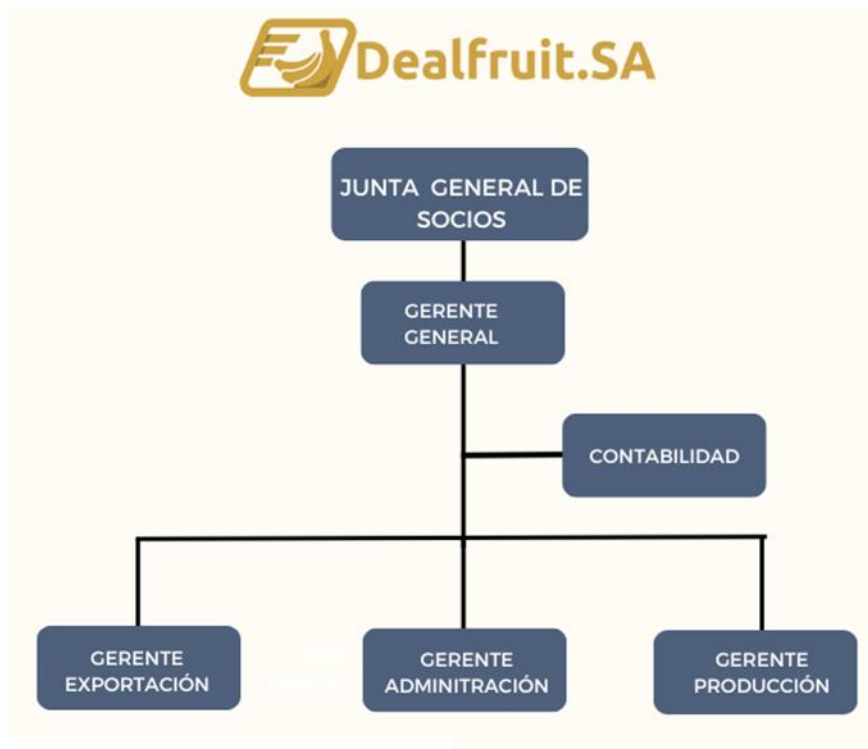 Dealfruit.SA
JUNTA GENERAL DE
SOCIOS
GERENTE
GENERAL
CONTABILIDAD
GERENTE
EXPORTACIÓN
GERENTE
ADMINITRACIÓN
GERENTE
PRODUCCIÓN